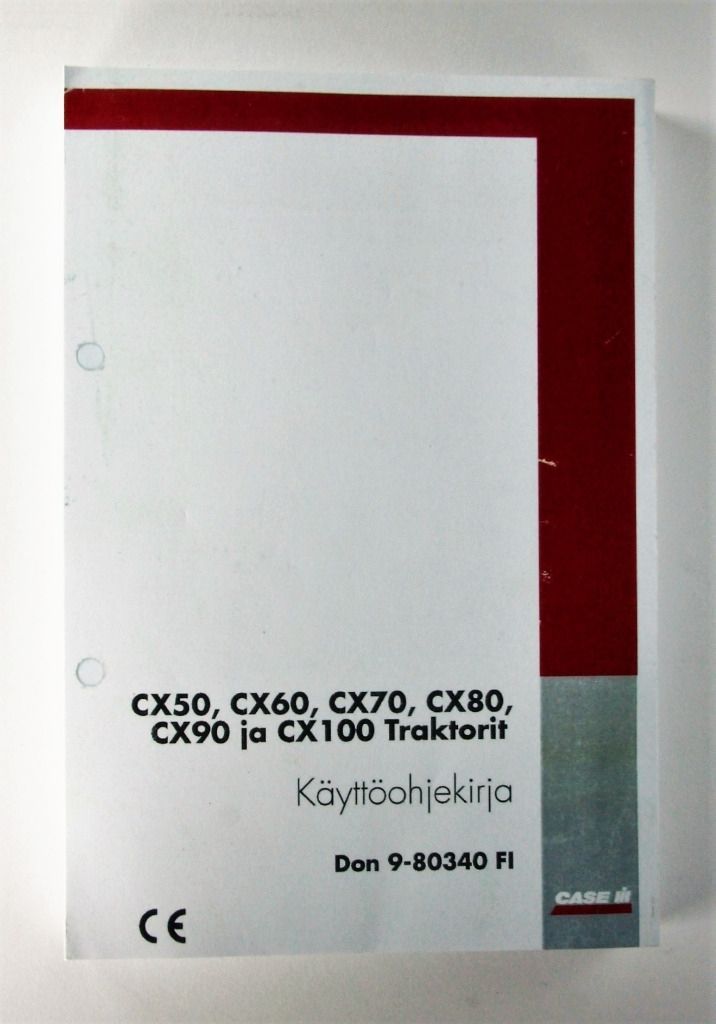 CX50, CX60, CX70, CX80,
CX90 ja CX100 Traktorit
Käyttöohjekirja
Don 9-80340 FI
CASE IH
CE